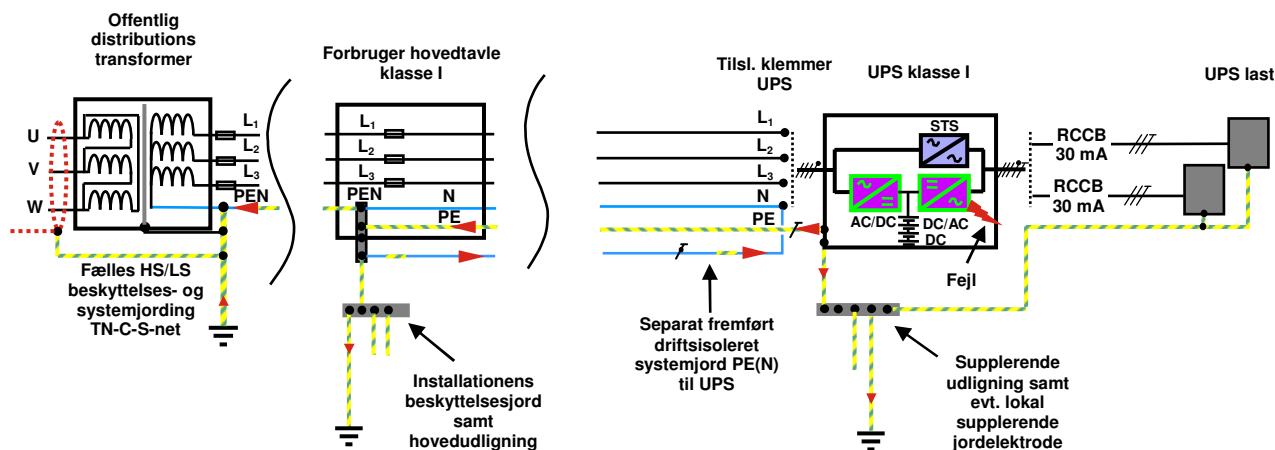 Offentlig
distributions
transformer
Forbruger hovedtavle
klasse I
Tilsl. klemmer
UPS
UPS klasse I
UPS last
U
V
W
L1
L2
L3
PEN
L1
L2
L3
PEN
N
PE
L1
L2
L3
N
PE
STS
AC/DC
DC/AC
DC
RCCB
30 mA
RCCB
30 mA
Fejl
Fælles HS/LS
beskyttelses- og
systemjording
TN-C-S-net
Installationens
beskyttelsesjord
samt
hovedudligning
Separat fremført
driftsisoleret
systemjord PE(N)
til UPS
Supplerende
udligning samt
evt. lokal
supplerende
jordelektrode